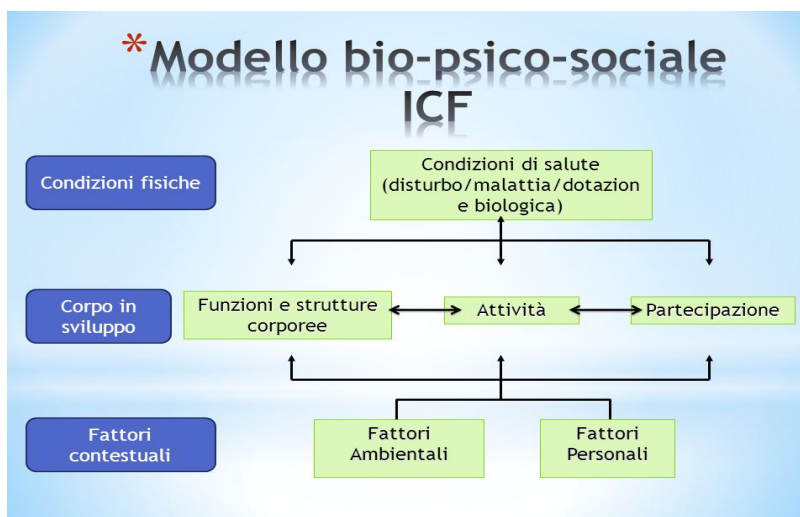 *Modello bio-psico-sociale
ICF
Condizioni fisiche
Condizioni di salute
(disturbo/malattia/dotazion
e biologica)
Corpo in
sviluppo
Funzioni e strutture
corporee
Attività
Partecipazione
Fattori
contestuali
Fattori
Ambientali
Fattori
Personali